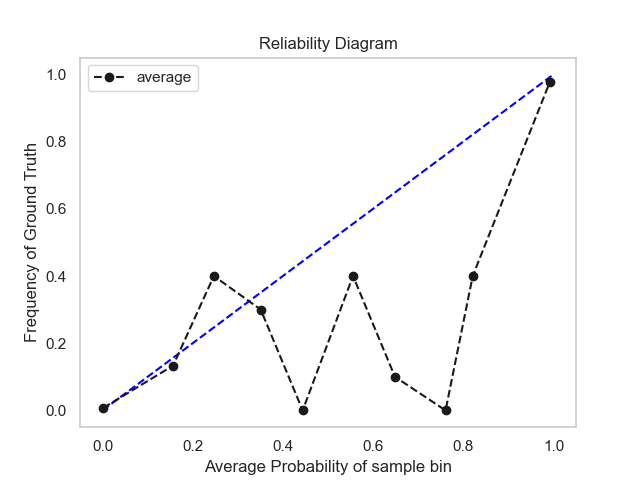 Reliability Diagram
average
Frequency of Ground Truth
1.0
0.8
0.6
0.4
0.2
0.0
0.0 0.2 0.4 0.6 0.8 1.0
Average Probability of sample bin